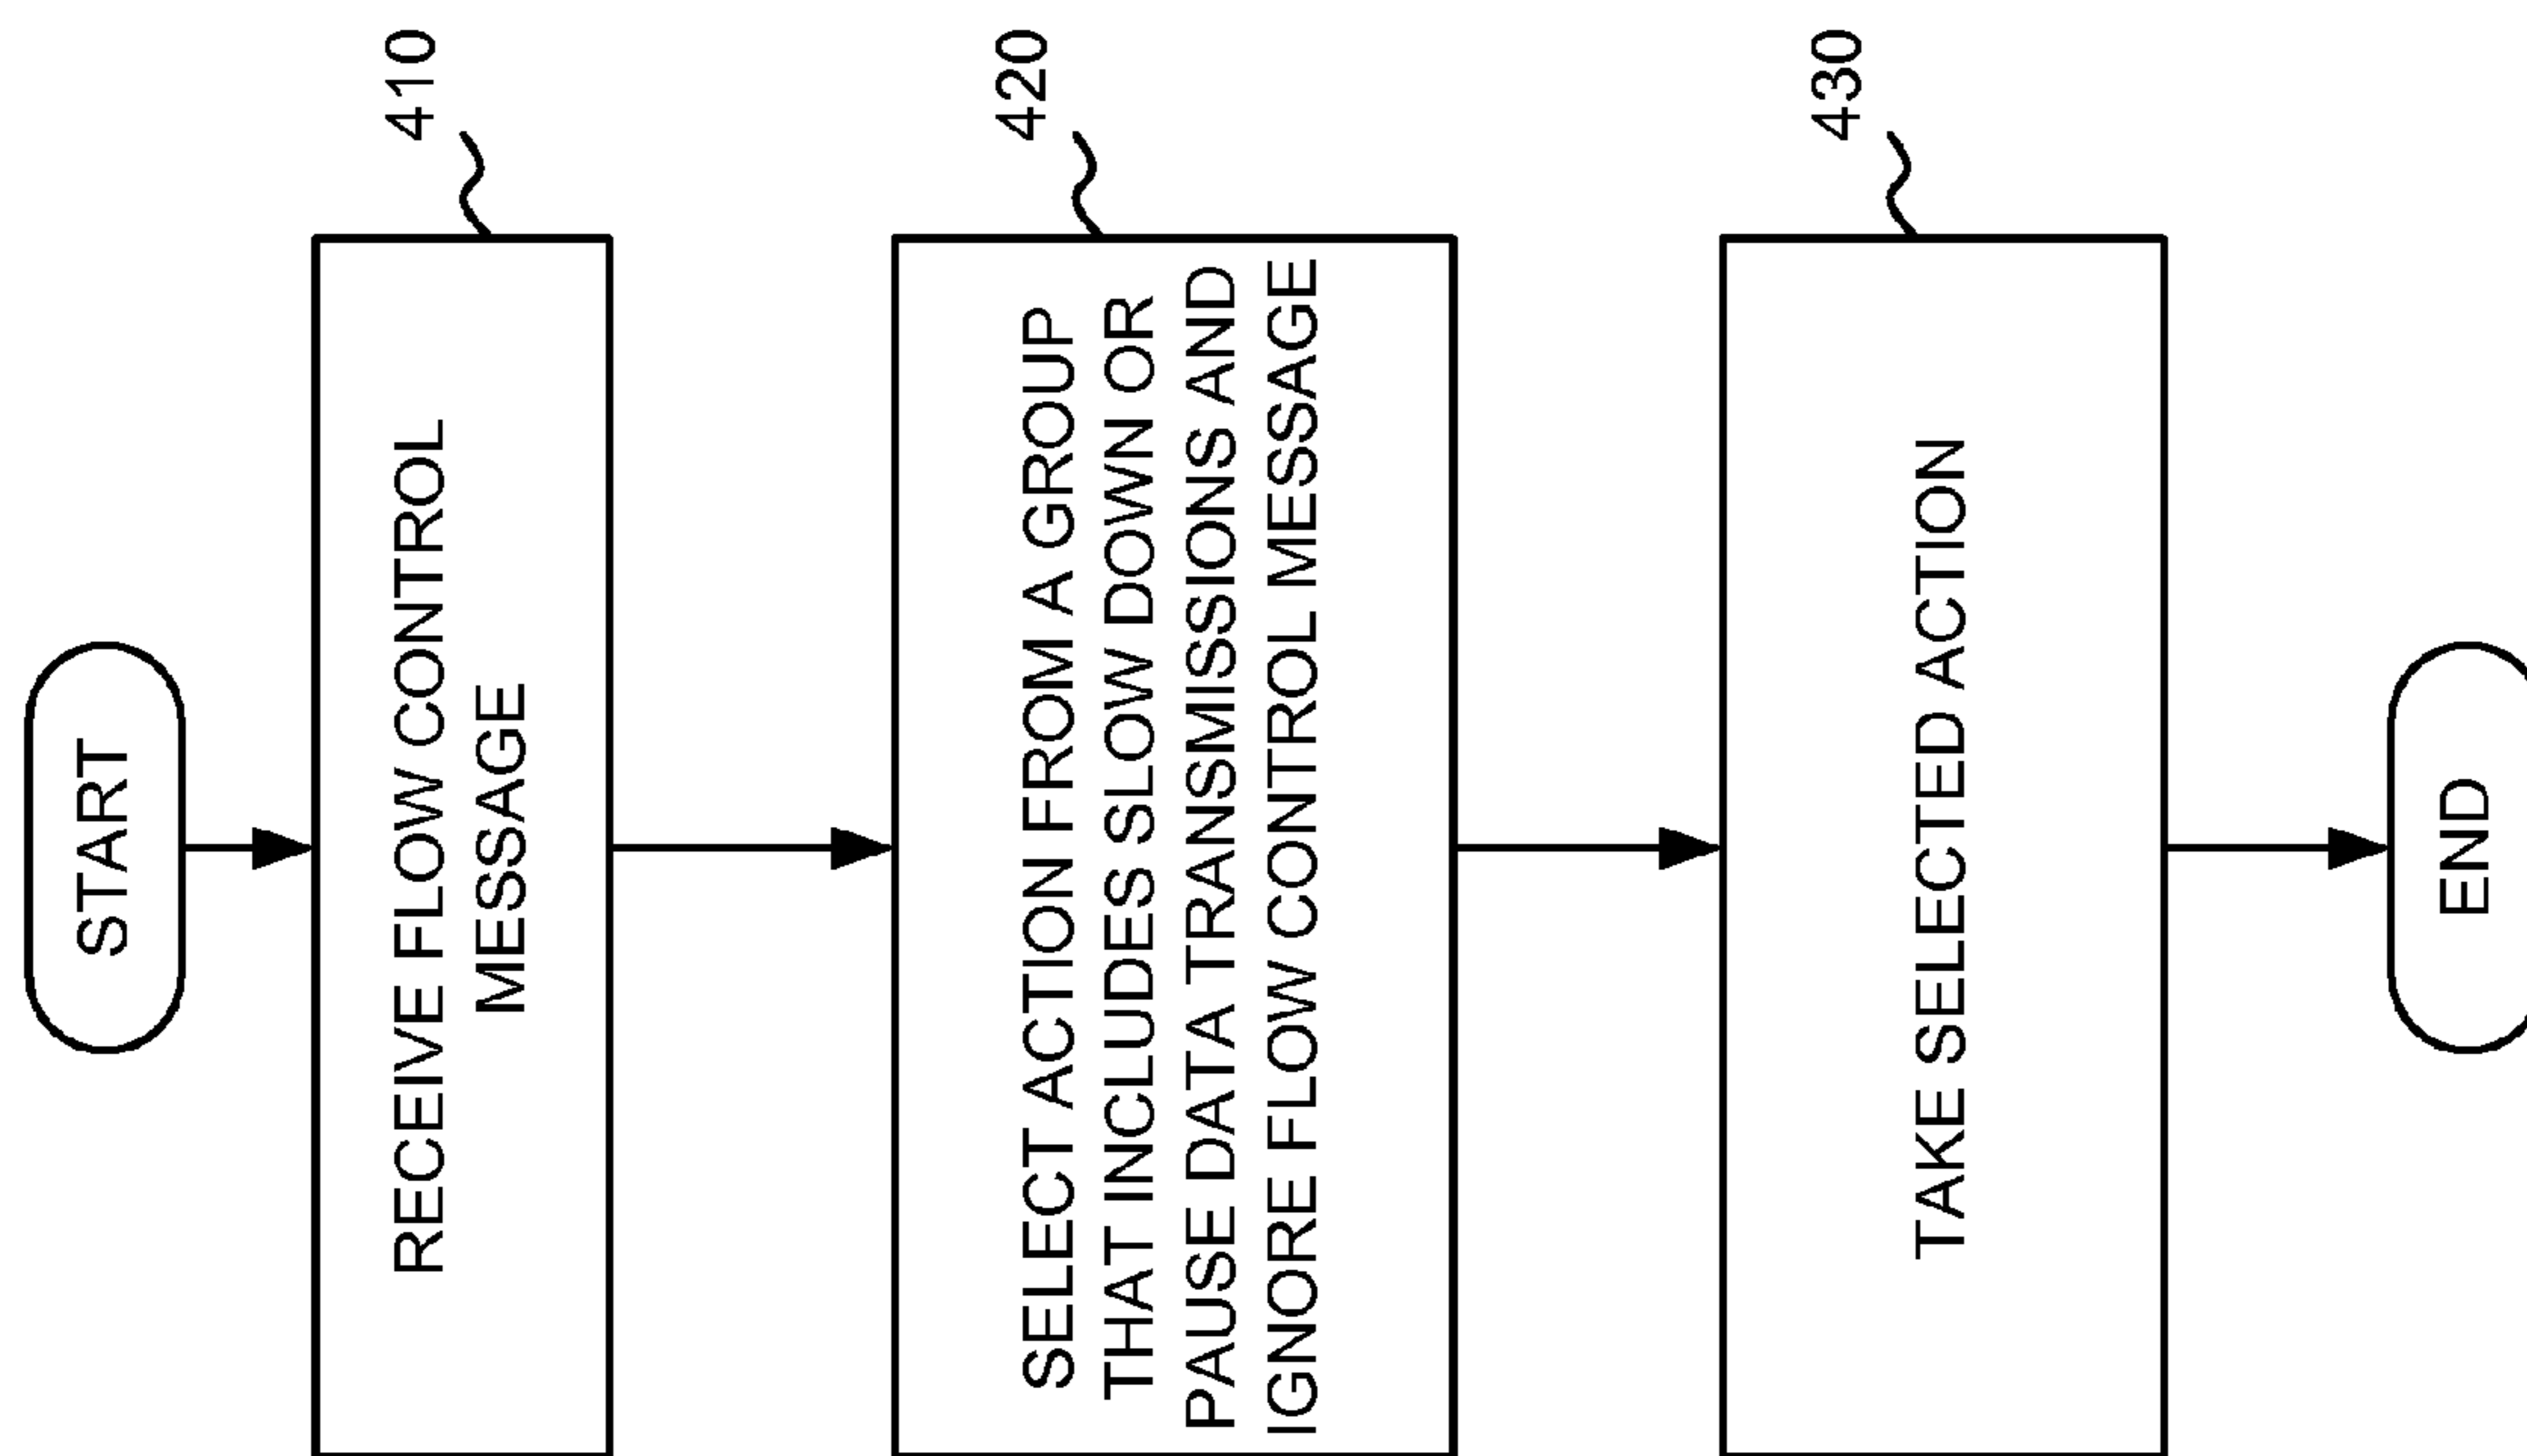 START
410
RECEIVE FLOW CONTROL
MESSAGE
420
SELECT ACTION FROM A GROUP
THAT INCLUDES SLOW DOWN OR
PAUSE DATA TRANSMISSIONS AND
IGNORE FLOW CONTROL MESSAGE
430
TAKE SELECTED ACTION
END